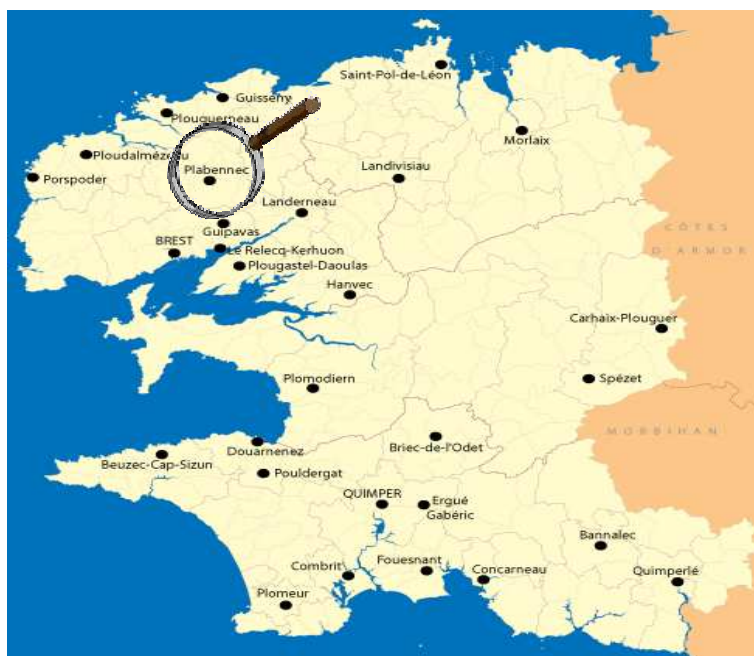 Saint-Pol-de-Léon
Guisseny
Plouguerneau
Morlaix
Ploudalmézeau
Landivisiau
Plabennec
Porspoder
Landerneau
Guipavas
CÔTES
D'ARMOR
BREST
Le Relecq-Kerhuon
Plougastel-Daoulas
Hanvec
Carhaix-Plouguer
Plomodiern
Spézet
MORBIHAN
Douarnenez
Briec-de-l'Odet
Beuzec-Cap-Sizun
Pouldergat
QUIMPER
Ergué
Gabéric
Bannalec
Fouesnant
Combrit
Concarneau
Quimperlé
Plomeur